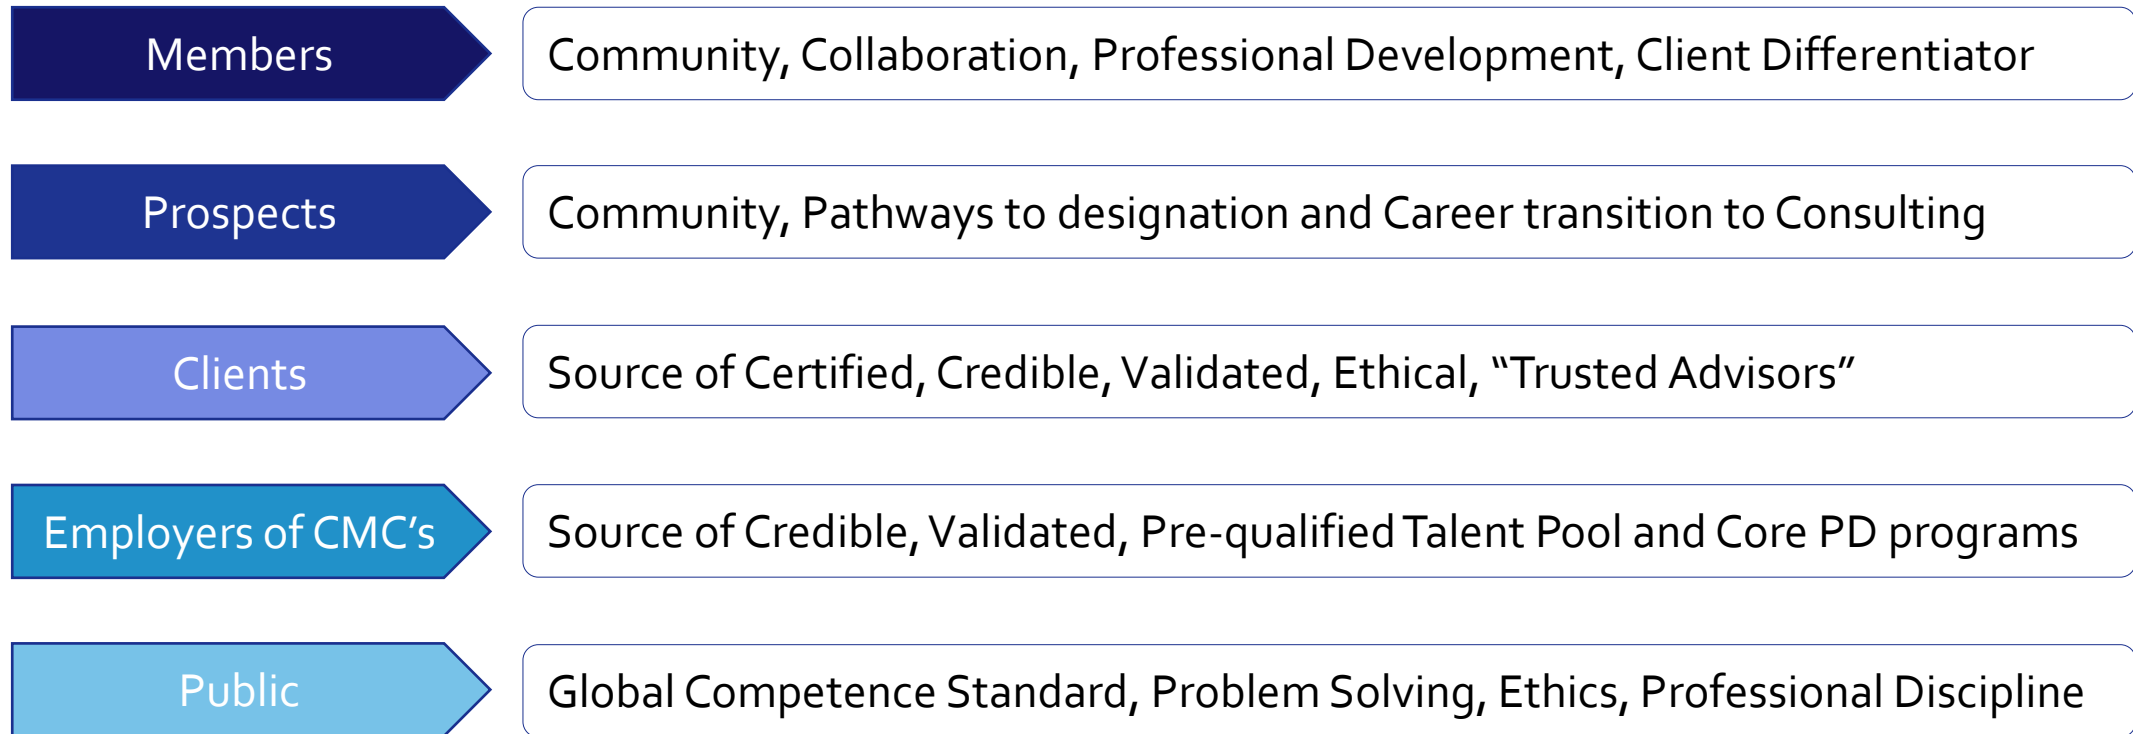 Members
Community, Collaboration, Professional Development, Client Differentiator
Prospects
Community, Pathways to designation and Career transition to Consulting
Clients
Source of Certified, Credible, Validated, Ethical, “Trusted Advisors”
Employers of CMC’s
Source of Credible, Validated, Pre-qualified Talent Pool and Core PD programs
Public
Global Competence Standard, Problem Solving, Ethics, Professional Discipline